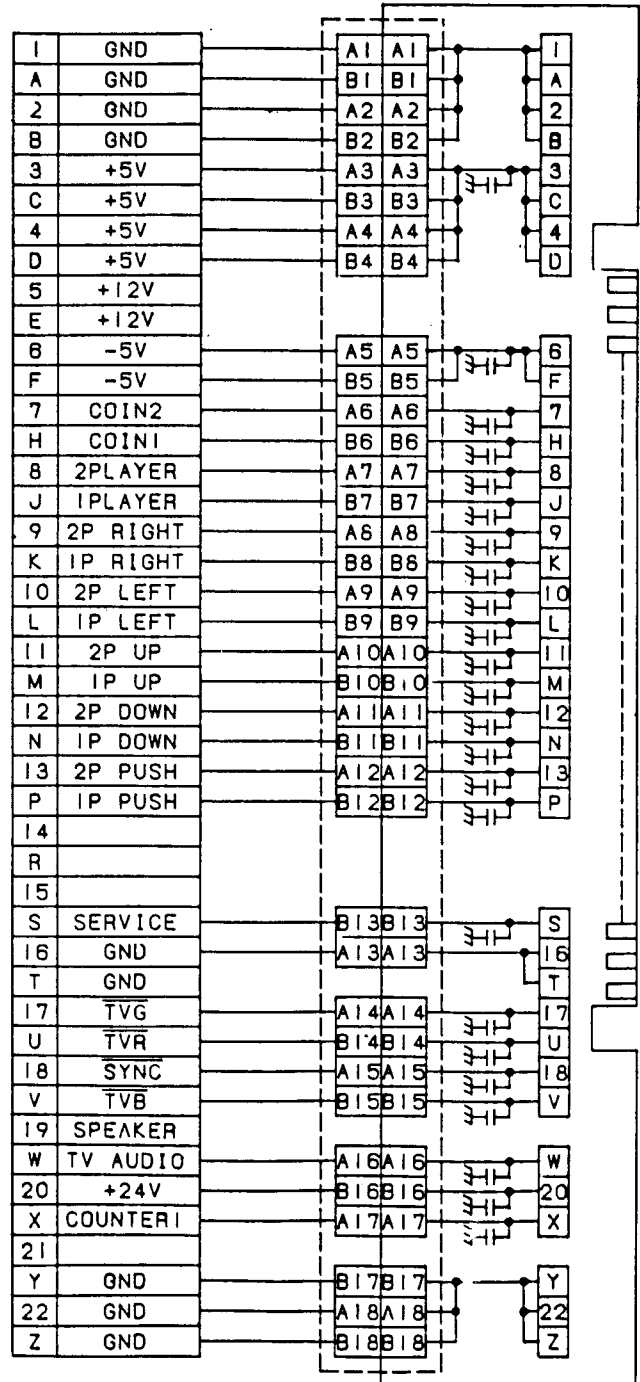 1 GND A1 A1 1
A GND B1 B1 A
2 GND A2 A2 2
B GND B2 B2 B
3 +5V A3 A3 3
C +5V B3 B3 C
4 +5V A4 A4 4
D +5V B4 B4 D
5 +12V
E +12V
6 -5V A5 A5 6
F -5V B5 B5 F
7 COIN2 A6 A6 7
H COIN1 B6 B6 H
8 2PLAYER A7 A7 8
J 1PLAYER B7 B7 J
9 2P RIGHT A8 A8 9
K 1P RIGHT B8 B8 K
10 2P LEFT A9 A9 10
L 1P LEFT B9 B9 L
11 2P UP A10 A10 11
M 1P UP B10 B10 M
12 2P DOWN A11 A11 12
N 1P DOWN B11 B11 N
13 2P PUSH A12 A12 13
P 1P PUSH B12 B12 P
14
R
15
S SERVICE B13 B13 S
16 GND A13 A13 16
T GND T
17 TVG A14 A14 17
U TVR B14 B14 U
18 SYNC A15 A15 18
V TVB B15 B15 V
19 SPEAKER
W TV AUDIO A16 A16 W
20 +24V B16 B16 20
X COUNTER1 A17 A17 X
21
Y GND B17 B17 Y
22 GND A18 A18 22
Z GND B18 B18 Z